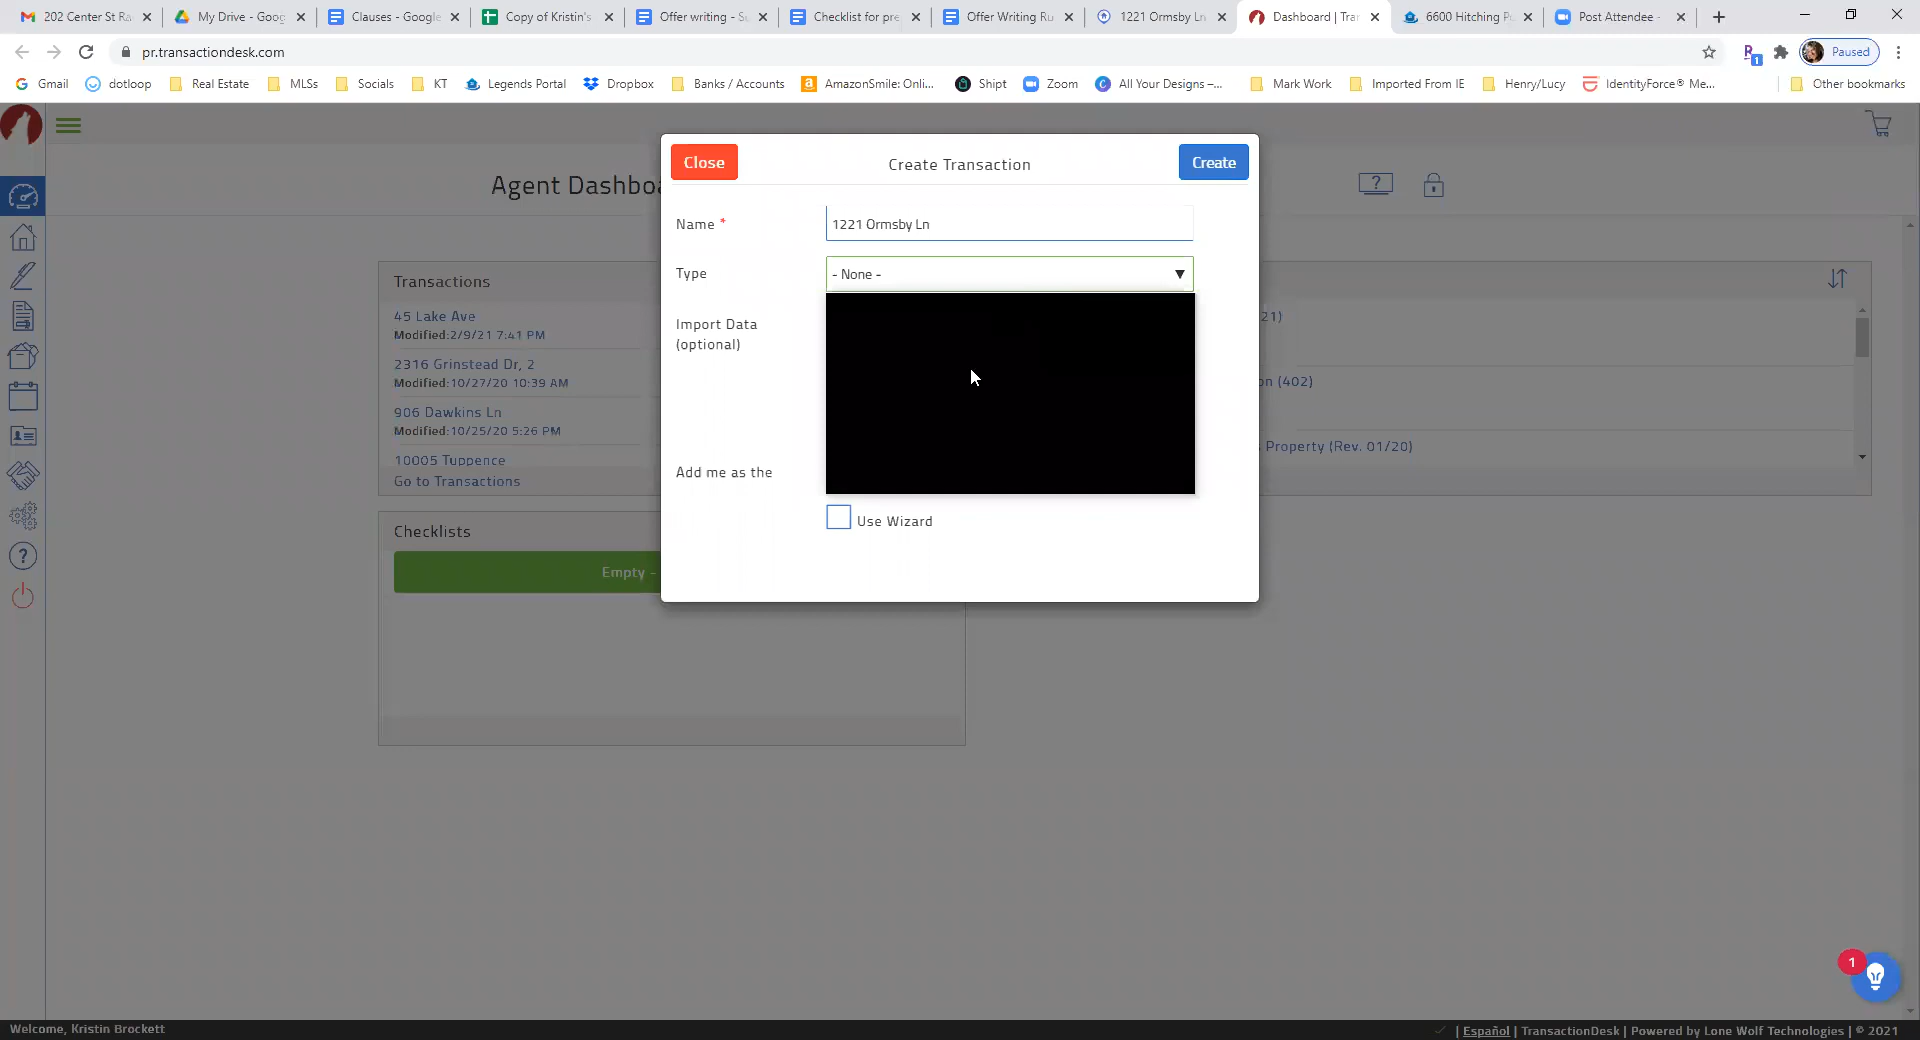 202 Center St Ra
My Drive - Goog
Clauses - Google
Copy of Kristin's
Offer writing - S
Checklist for pre
Offer Writing Ru
1221 Ormsby Ln
Dashboard | Tra
6600 Hitching P
Post Attendee -
pr.transactiondesk.com
Paused
Gmail
dotloop
Real Estate
MLSs
Socials
KT
Legends Portal
Dropbox
Banks / Accounts
AmazonSmile: Onli...
Shipt
Zoom
All Your Designs –...
Mark Work
Imported From IE
Henry/Lucy
IdentityForce® Me...
Other bookmarks
Close
Create Transaction
Create
Agent Dashboa
Name *
1221 Ormsby Ln
Type
- None -
Import Data
(optional)
Add me as the
Use Wizard
Transactions
45 Lake Ave
Modified:2/9/21 7:41 PM
2316 Grinstead Dr, 2
Modified:10/27/20 10:39 AM
906 Dawkins Ln
Modified:10/25/20 5:26 PM
10005 Tuppence
Go to Transactions
21)
on (402)
s Property (Rev. 01/20)
Checklists
Empty -
1
Welcome, Kristin Brockett
| Español | TransactionDesk | Powered by Lone Wolf Technologies | © 2021